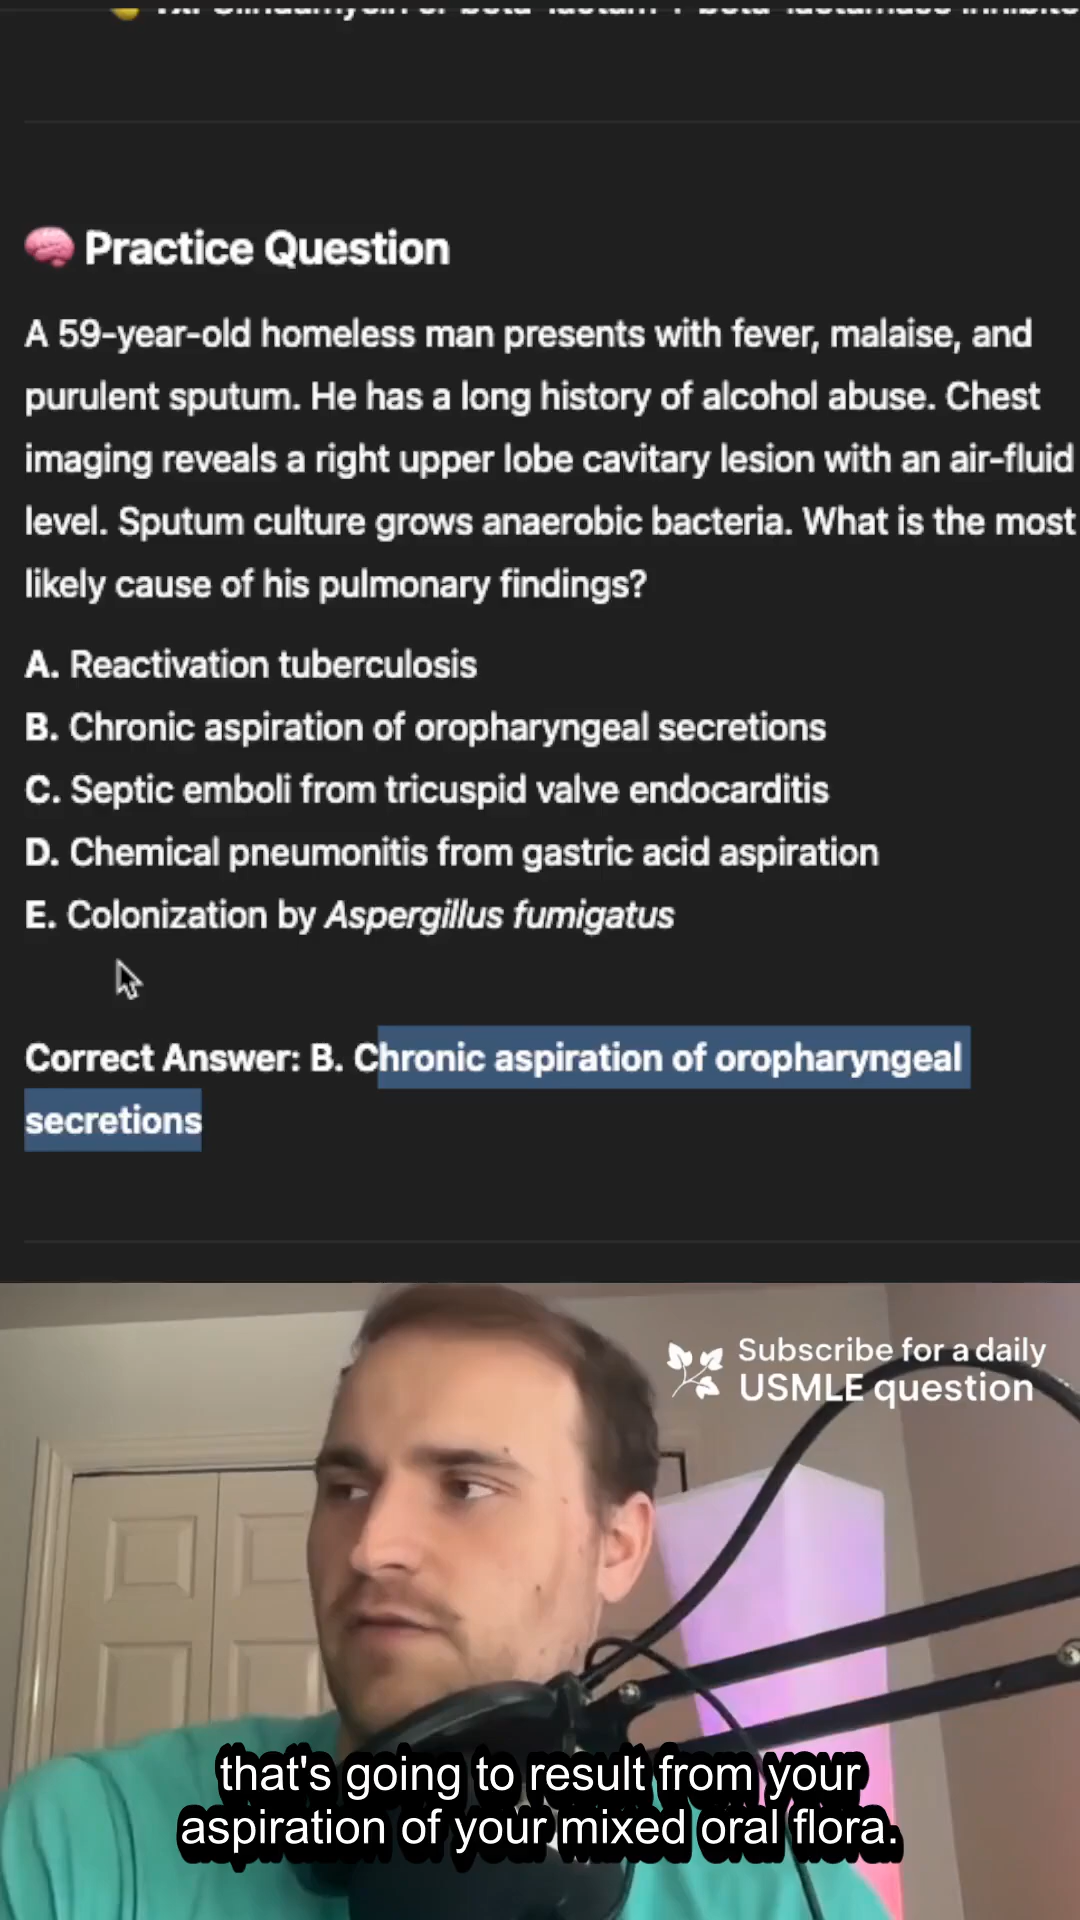 Practice Question
A 59-year-old homeless man presents with fever, malaise, and
purulent sputum. He has a long history of alcohol abuse. Chest
imaging reveals a right upper lobe cavitary lesion with an air-fluid
level. Sputum culture grows anaerobic bacteria. What is the most
likely cause of his pulmonary findings?
A. Reactivation tuberculosis
B. Chronic aspiration of oropharyngeal secretions
C. Septic emboli from tricuspid valve endocarditis
D. Chemical pneumonitis from gastric acid aspiration
E. Colonization by Aspergillus fumigatus
Correct Answer: B. Chronic aspiration of oropharyngeal
secretions
Subscribe for a daily
USMLE question
that's going to result from your
aspiration of your mixed oral flora.